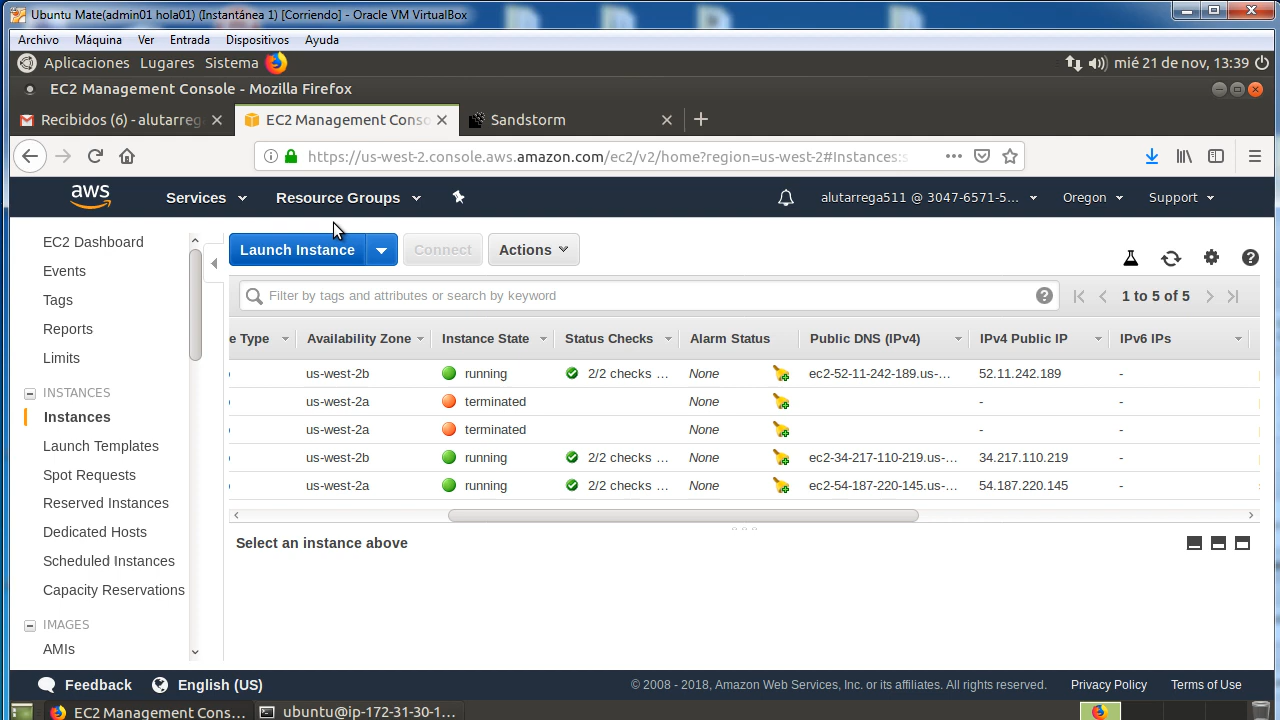 Ubuntu Mate(admin01 hola01) (Instantánea 1) [Corriendo] - Oracle VM VirtualBox
Archivo Máquina Ver Entrada Dispositivos Ayuda
Aplicaciones Lugares Sistema mié 21 de nov, 13:39
EC2 Management Console - Mozilla Firefox
Recibidos (6) - alutarreg EC2 Management Conso Sandstorm
https://us-west-2.console.aws.amazon.com/ec2/v2/home?region=us-west-2#Instances:s
aws Services Resource Groups alutarrega511 @ 3047-6571-5... Oregon Support
EC2 Dashboard
Events
Tags
Reports
Limits
INSTANCES
Instances
Launch Templates
Spot Requests
Reserved Instances
Dedicated Hosts
Scheduled Instances
Capacity Reservations
IMAGES
AMIs
Launch Instance Connect Actions
Filter by tags and attributes or search by keyword 1 to 5 of 5
e Type Availability Zone Instance State Status Checks Alarm Status Public DNS (IPv4) IPv4 Public IP IPv6 IPs
us-west-2b running 2/2 checks ... None ec2-52-11-242-189.us-... 52.11.242.189 -
us-west-2a terminated None - -
us-west-2a terminated None - -
us-west-2b running 2/2 checks ... None ec2-34-217-110-219.us-... 34.217.110.219 -
us-west-2a running 2/2 checks ... None ec2-54-187-220-145.us-... 54.187.220.145 -
Select an instance above
Feedback English (US) © 2008 - 2018, Amazon Web Services, Inc. or its affiliates. All rights reserved. Privacy Policy Terms of Use
EC2 Management Cons... ubuntu@ip-172-31-30-1...